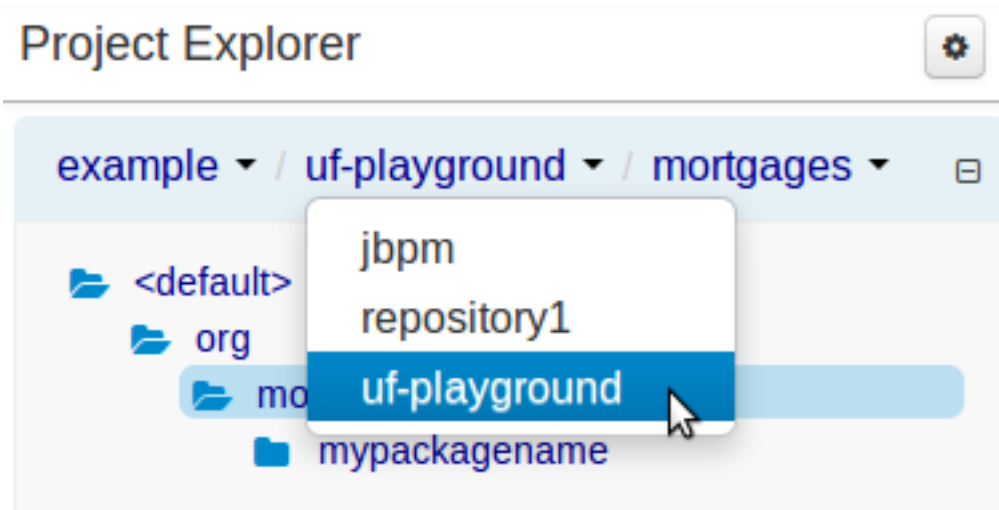 Project Explorer
example / uf-playground / mortgages
jbpm
<default>
repository1
org
uf-playground
mo
mypackagename